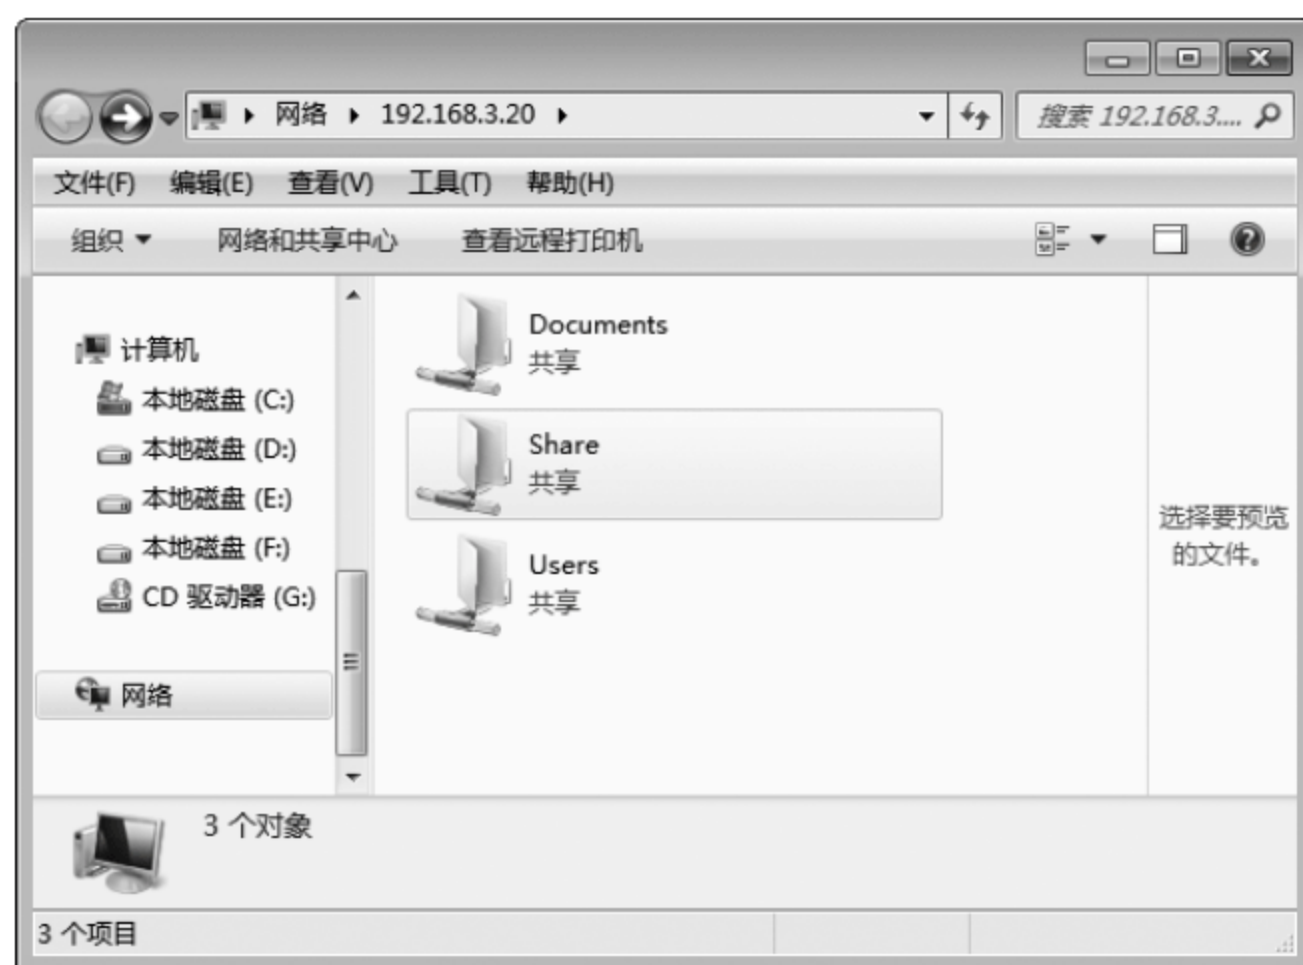 网络 192.168.3.20
搜索 192.168.3....
文件(F) 编辑(E) 查看(V) 工具(T) 帮助(H)
组织 网络和共享中心 查看远程打印机
计算机
本地磁盘 (C:)
本地磁盘 (D:)
本地磁盘 (E:)
本地磁盘 (F:)
CD 驱动器 (G:)
网络
Documents
共享
Share
共享
Users
共享
选择要预览
的文件。
3 个对象
3 个项目